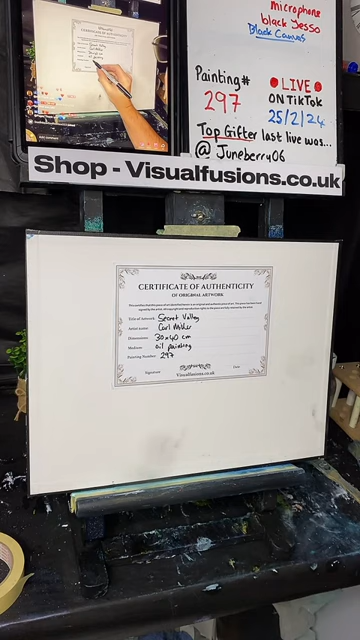 microphone
black Jesso
Black Canvas
Painting#
297
LIVE
ON TIKTOK
25/2/24
Top Gifter last live was...
@Juneberry06
Shop - Visualfusions.co.uk
CERTIFICATE OF AUTHENTICITY
OF ORIGINAL ARTWORK
Title of Artwork: Secret Valley
Artist name: Carl Wilder
Dimensions: 30x40 cm
Medium: oil painting
Painting Number: 297
Signature
Date
Visualfusions.co.uk